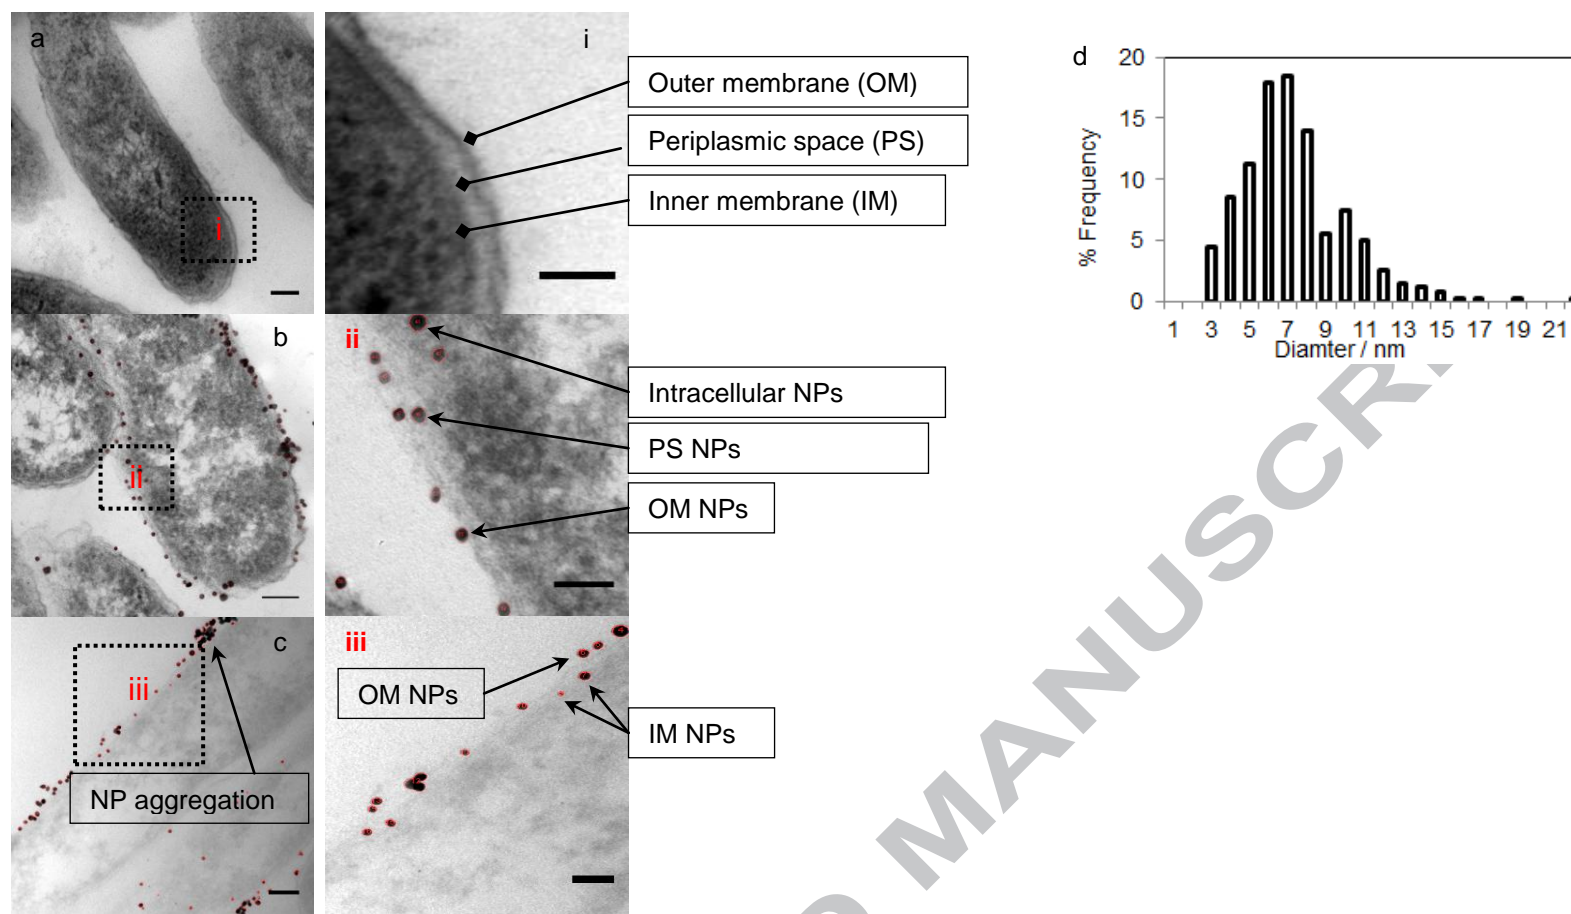 a
i
i
Outer membrane (OM)
Periplasmic space (PS)
Inner membrane (IM)
b
ii
ii
Intracellular NPs
PS NPs
OM NPs
c
iii
NP aggregation
iii
OM NPs
IM NPs
d
% Frequency
20
15
10
5
0
1 3 5 7 9 11 13 15 17 19 21
Diamter / nm
MANUSCR